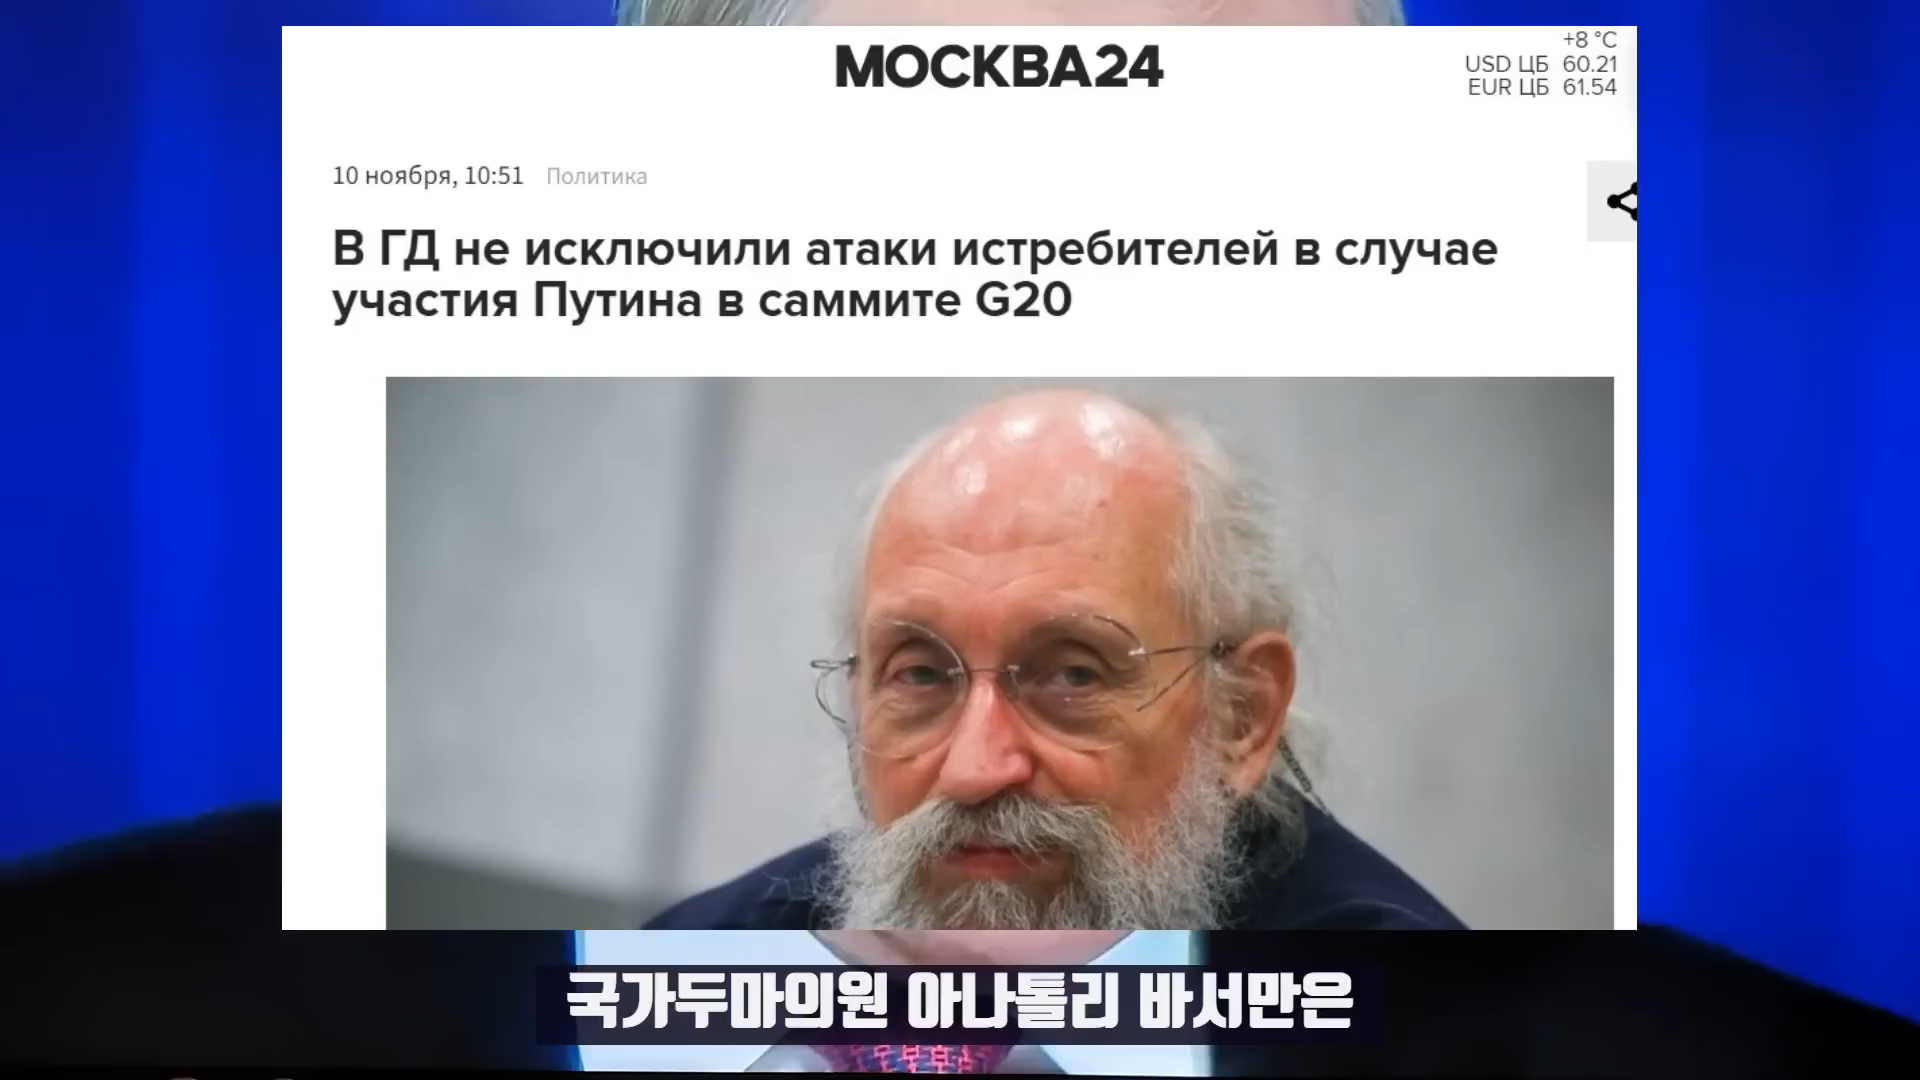 МОСКВА24
+8 °C
USD ЦБ 60.21
EUR ЦБ 61.54
10 ноября, 10:51 Политика
В ГД не исключили атаки истребителей в случае
участия Путина в саммите G20
국가두마의원 아나톨리 바서만은